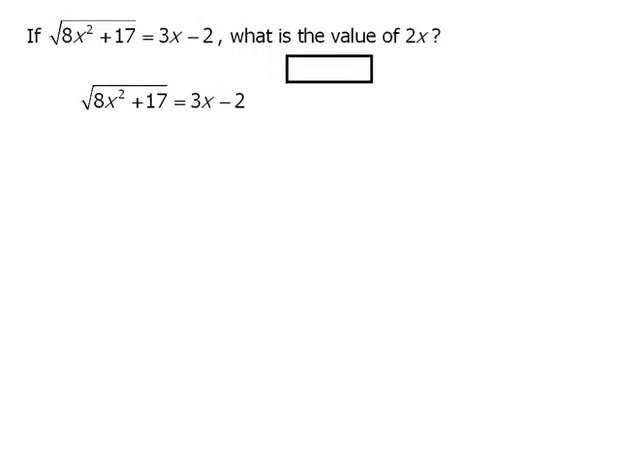 If √8x² + 17 = 3x – 2, what is the value of 2x?
√8x² + 17 = 3x – 2